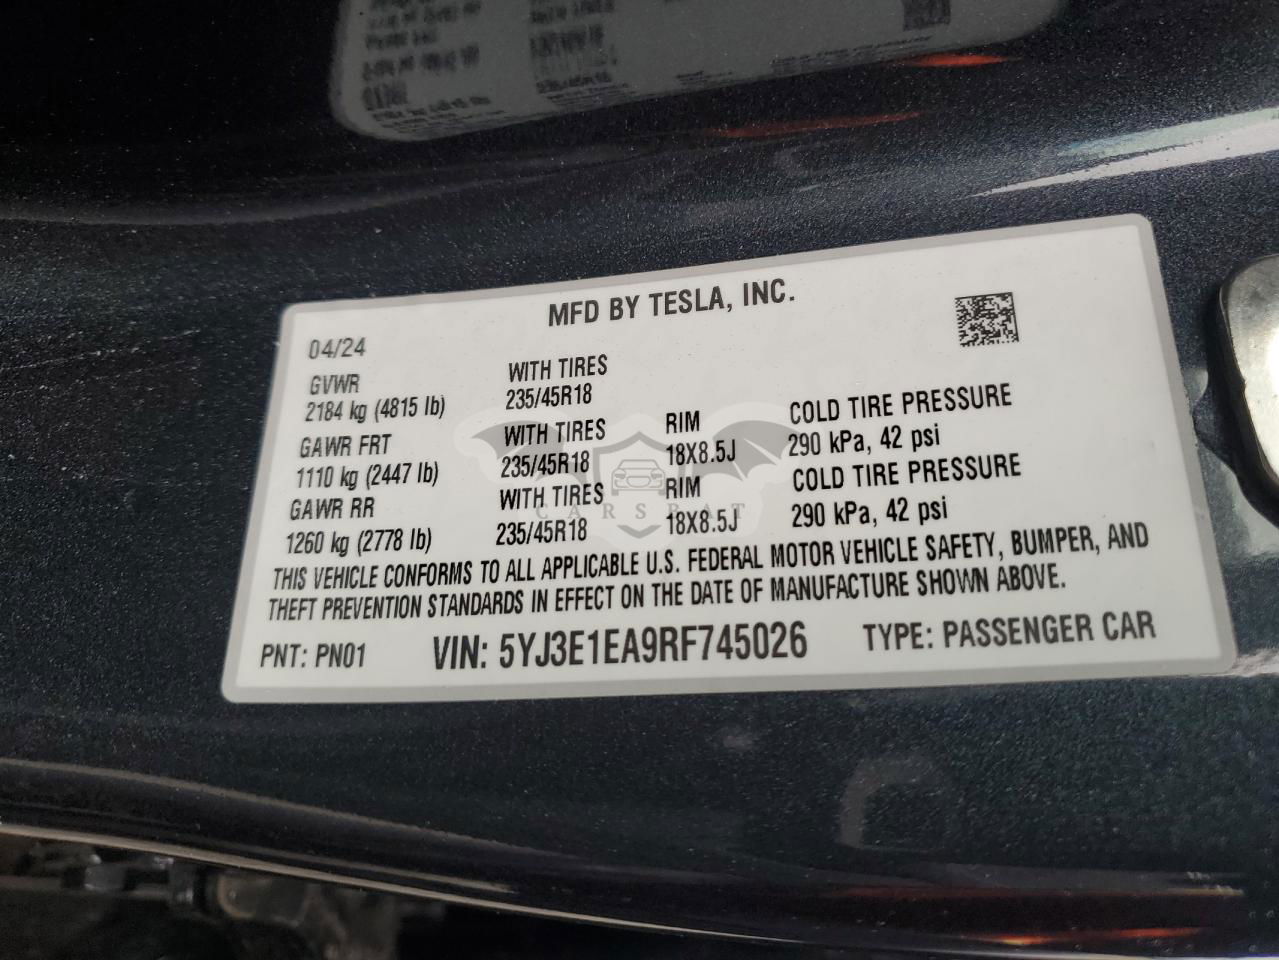 MFD BY TESLA, INC.
04/24
GVWR
2184 kg (4815 lb)
WITH TIRES
235/45R18
GAWR FRT
1110 kg (2447 lb)
WITH TIRES
235/45R18
RIM
18X8.5J
COLD TIRE PRESSURE
290 kPa, 42 psi
GAWR RR
1260 kg (2778 lb)
WITH TIRES
235/45R18
RIM
18X8.5J
COLD TIRE PRESSURE
290 kPa, 42 psi
CARSBAT
THIS VEHICLE CONFORMS TO ALL APPLICABLE U.S. FEDERAL MOTOR VEHICLE SAFETY, BUMPER, AND
THEFT PREVENTION STANDARDS IN EFFECT ON THE DATE OF MANUFACTURE SHOWN ABOVE.
PNT: PN01 VIN: 5YJ3E1EA9RF745026 TYPE: PASSENGER CAR